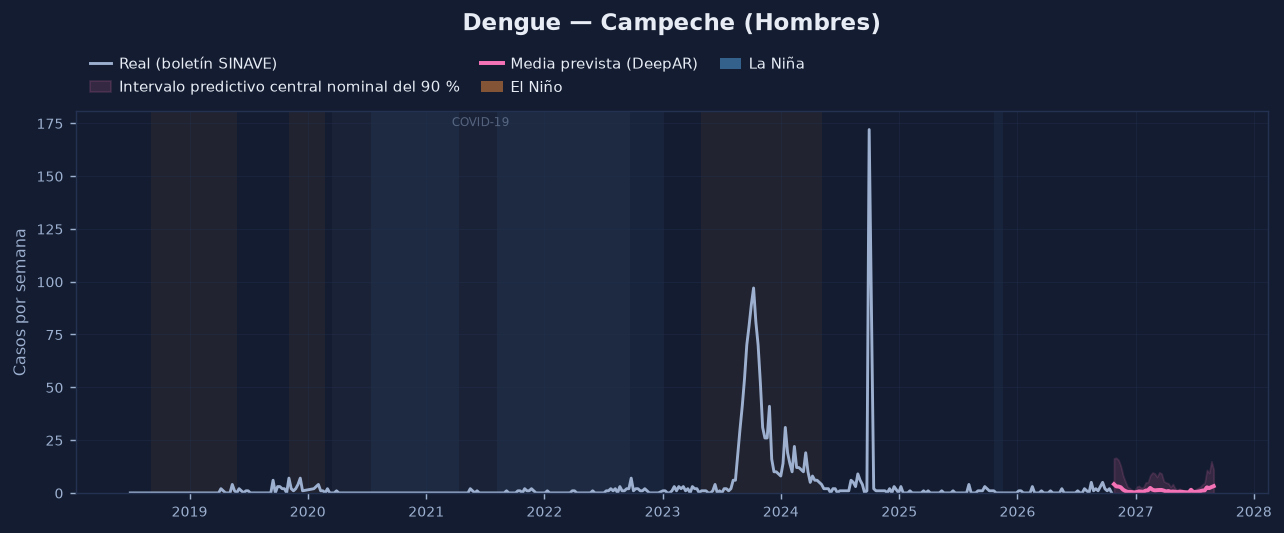 Dengue — Campeche (Hombres)
Real (boletín SINAVE)
Media prevista (DeepAR)
La Niña
Intervalo predictivo central nominal del 90 %
El Niño
COVID-19
Casos por semana
175
150
125
100
75
50
25
0
2019 2020 2021 2022 2023 2024 2025 2026 2027 2028